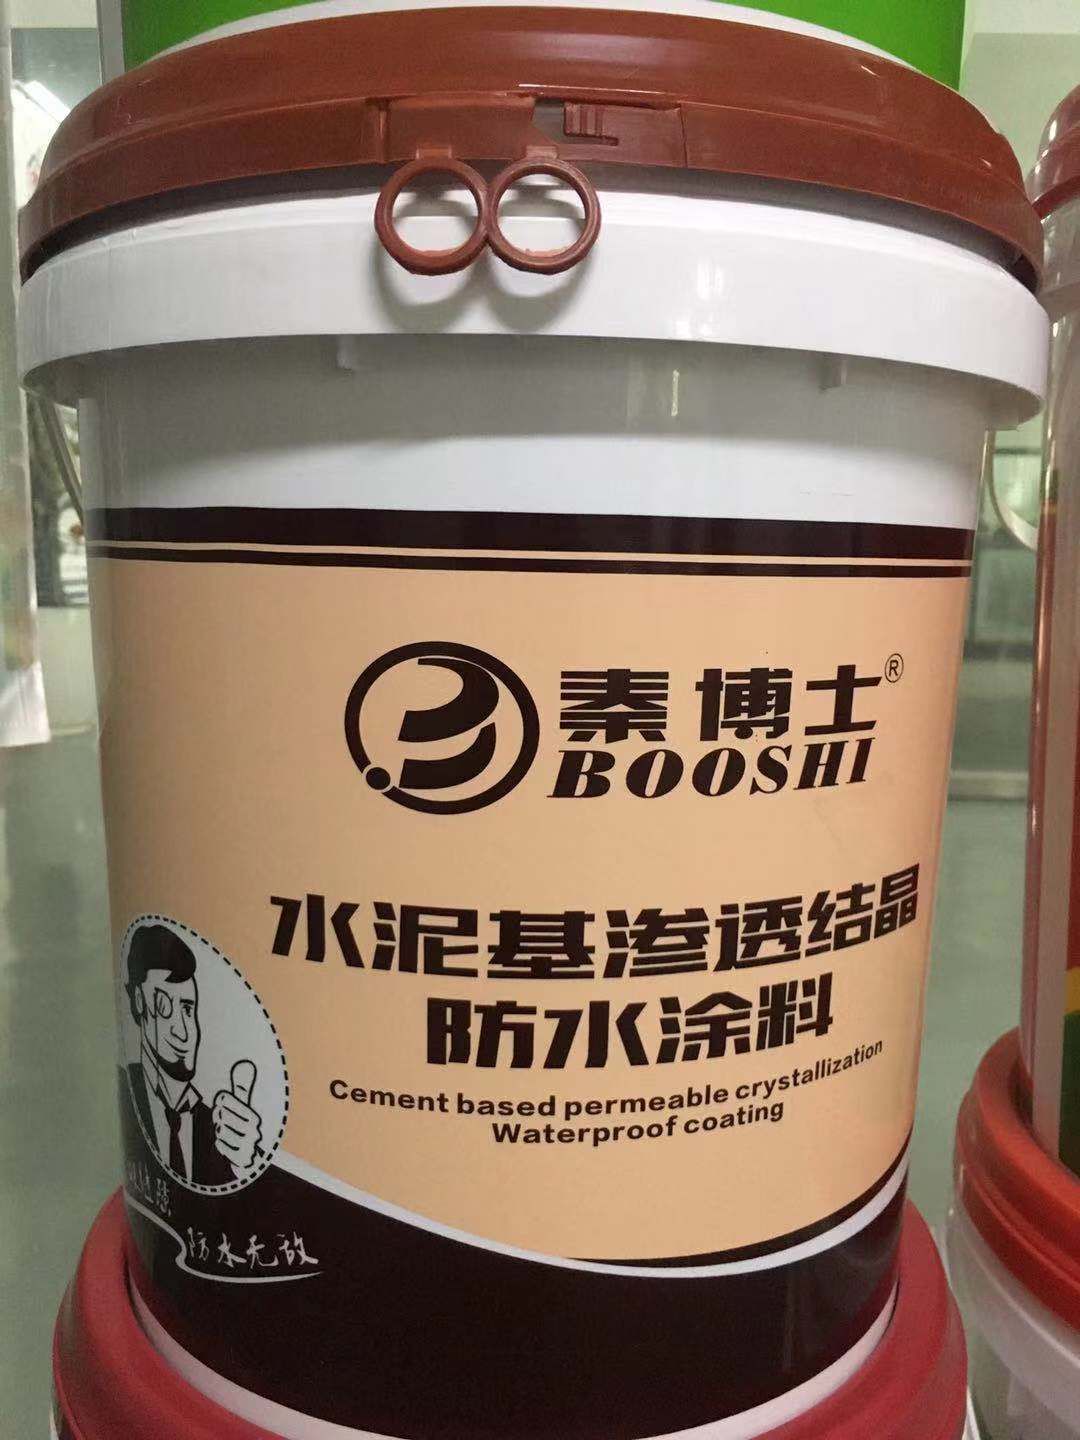 秦博士®
BOOSHI
水泥基渗透结晶
防水涂料
Cement based permeable crystallization
Waterproof coating
防水无敌